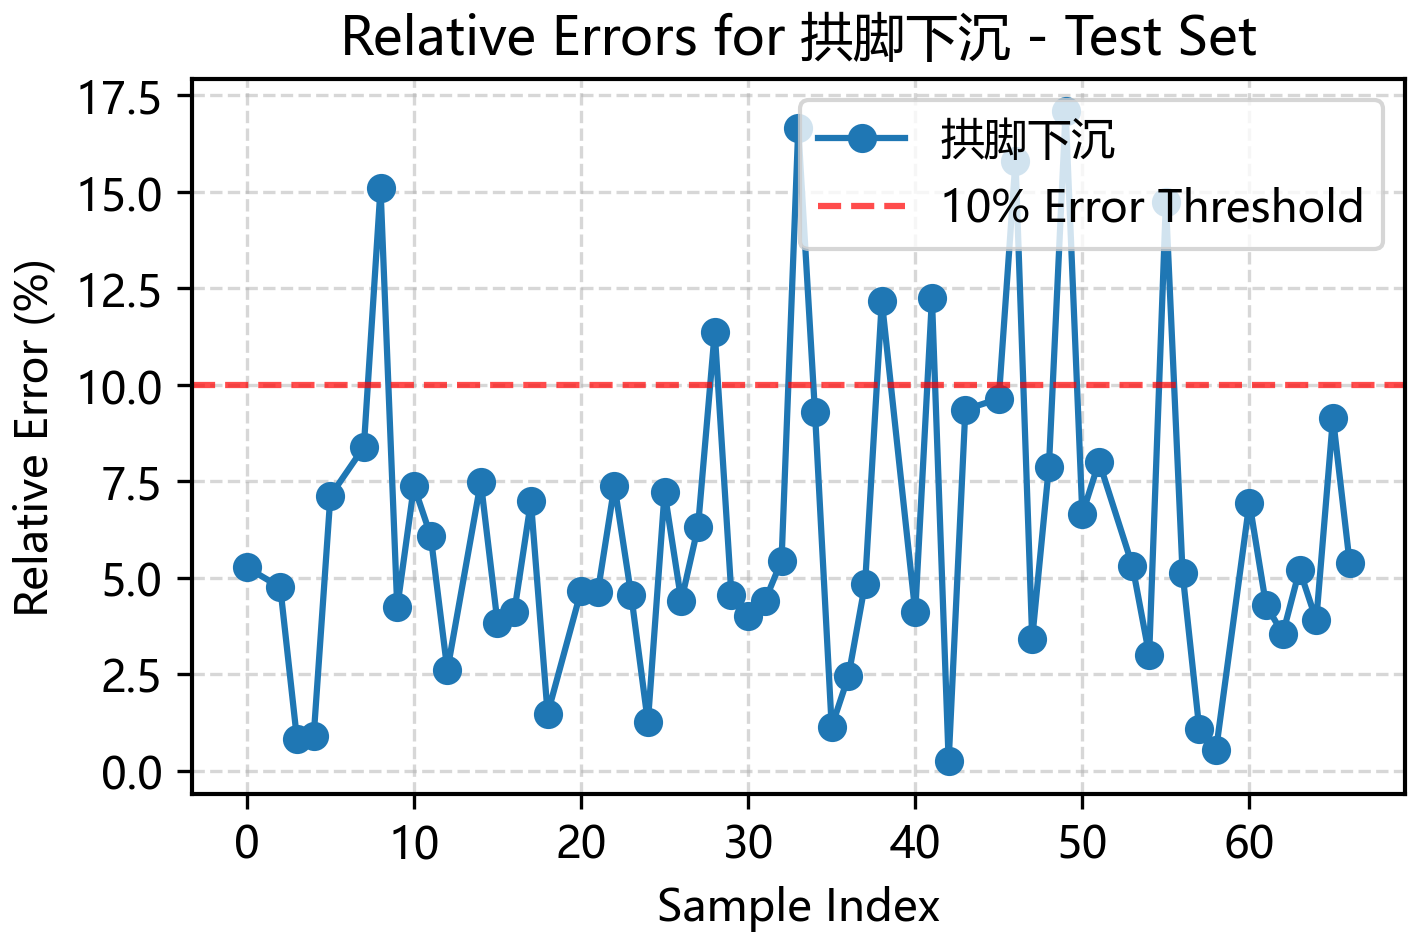 Relative Errors for 拱脚下沉 - Test Set
17.5
15.0
12.5
10.0
7.5
5.0
2.5
0.0
Relative Error (%)
拱脚下沉
10% Error Threshold
0 10 20 30 40 50 60
Sample Index